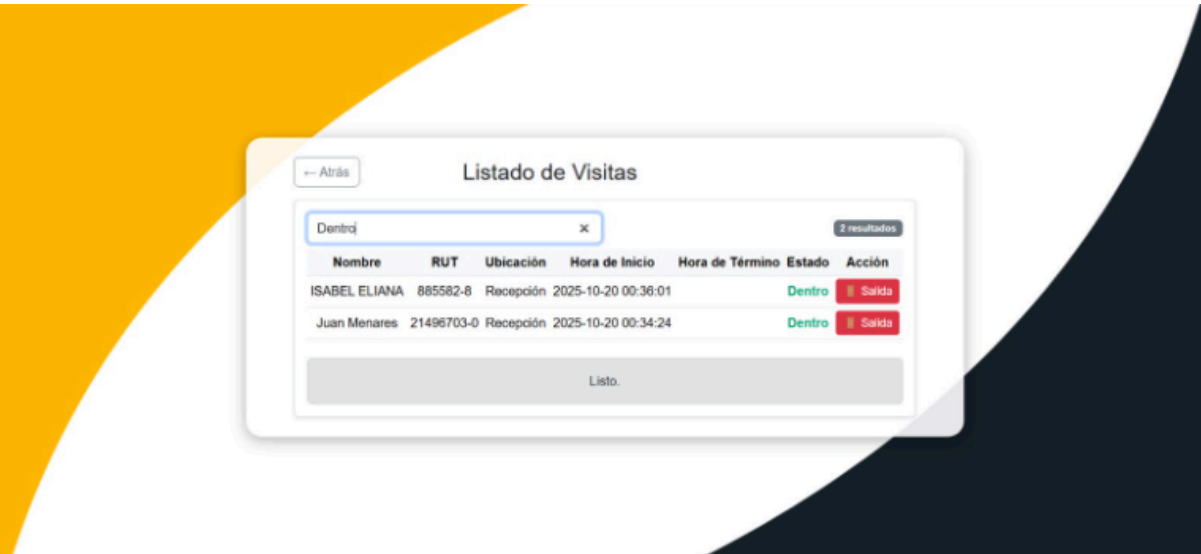 ← Atrás
Listado de Visitas
Dentro ×
2 resultados
Nombre RUT Ubicación Hora de Inicio Hora de Término Estado Acción
ISABEL ELIANA 885582-8 Recepción 2025-10-20 00:36:01 Dentro Salida
Juan Menares 21496703-0 Recepción 2025-10-20 00:34:24 Dentro Salida
Listo.